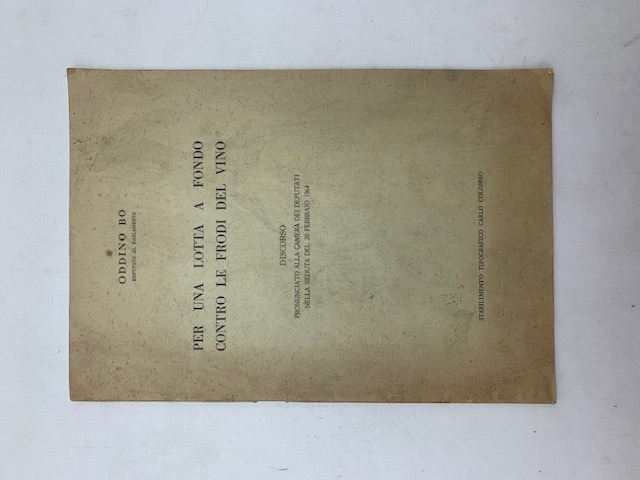 ODDINO BO
DEPUTATO AL PARLAMENTO
PER UNA LOTTA A FONDO
CONTRO LE FRODI DEL VINO
DISCORSO
PRONUNCIATO ALLA CAMERA DEI DEPUTATI
NELLA SEDUTA DEL 26 FEBBRAIO 1964
STABILIMENTO TIPOGRAFICO CARLO COLOMBO